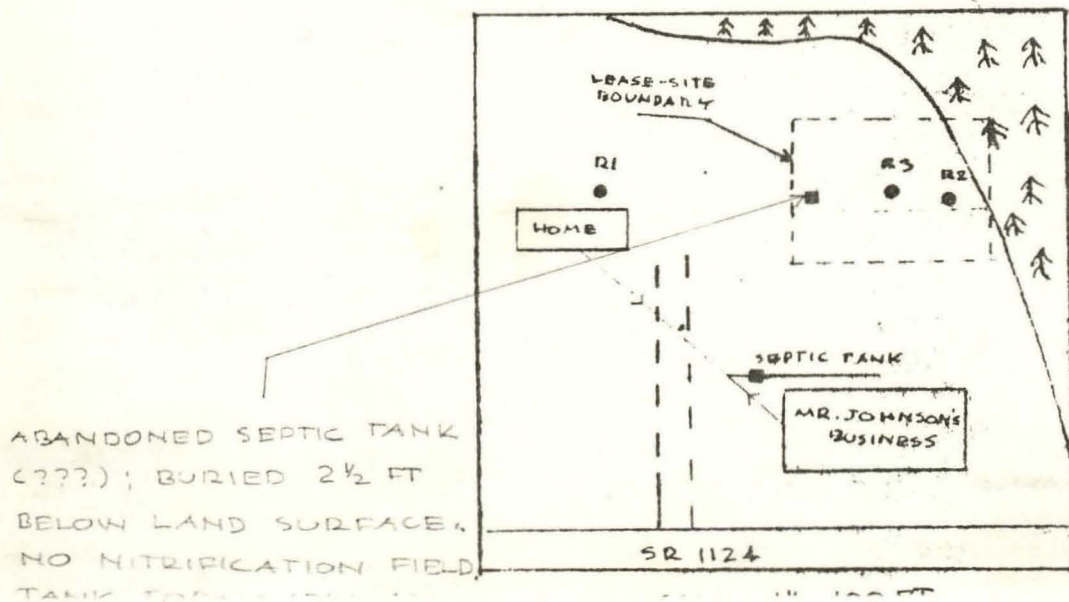 LEASE-SITE
BOUNDARY
R1
R3
R2
HOME
SEPTIC TANK
MR. JOHNSON'S
BUSINESS
ABANDONED SEPTIC TANK
(???); BURIED 2½ FT
BELOW LAND SURFACE.
NO NITRIFICATION FIELD
SR 1124
TANK